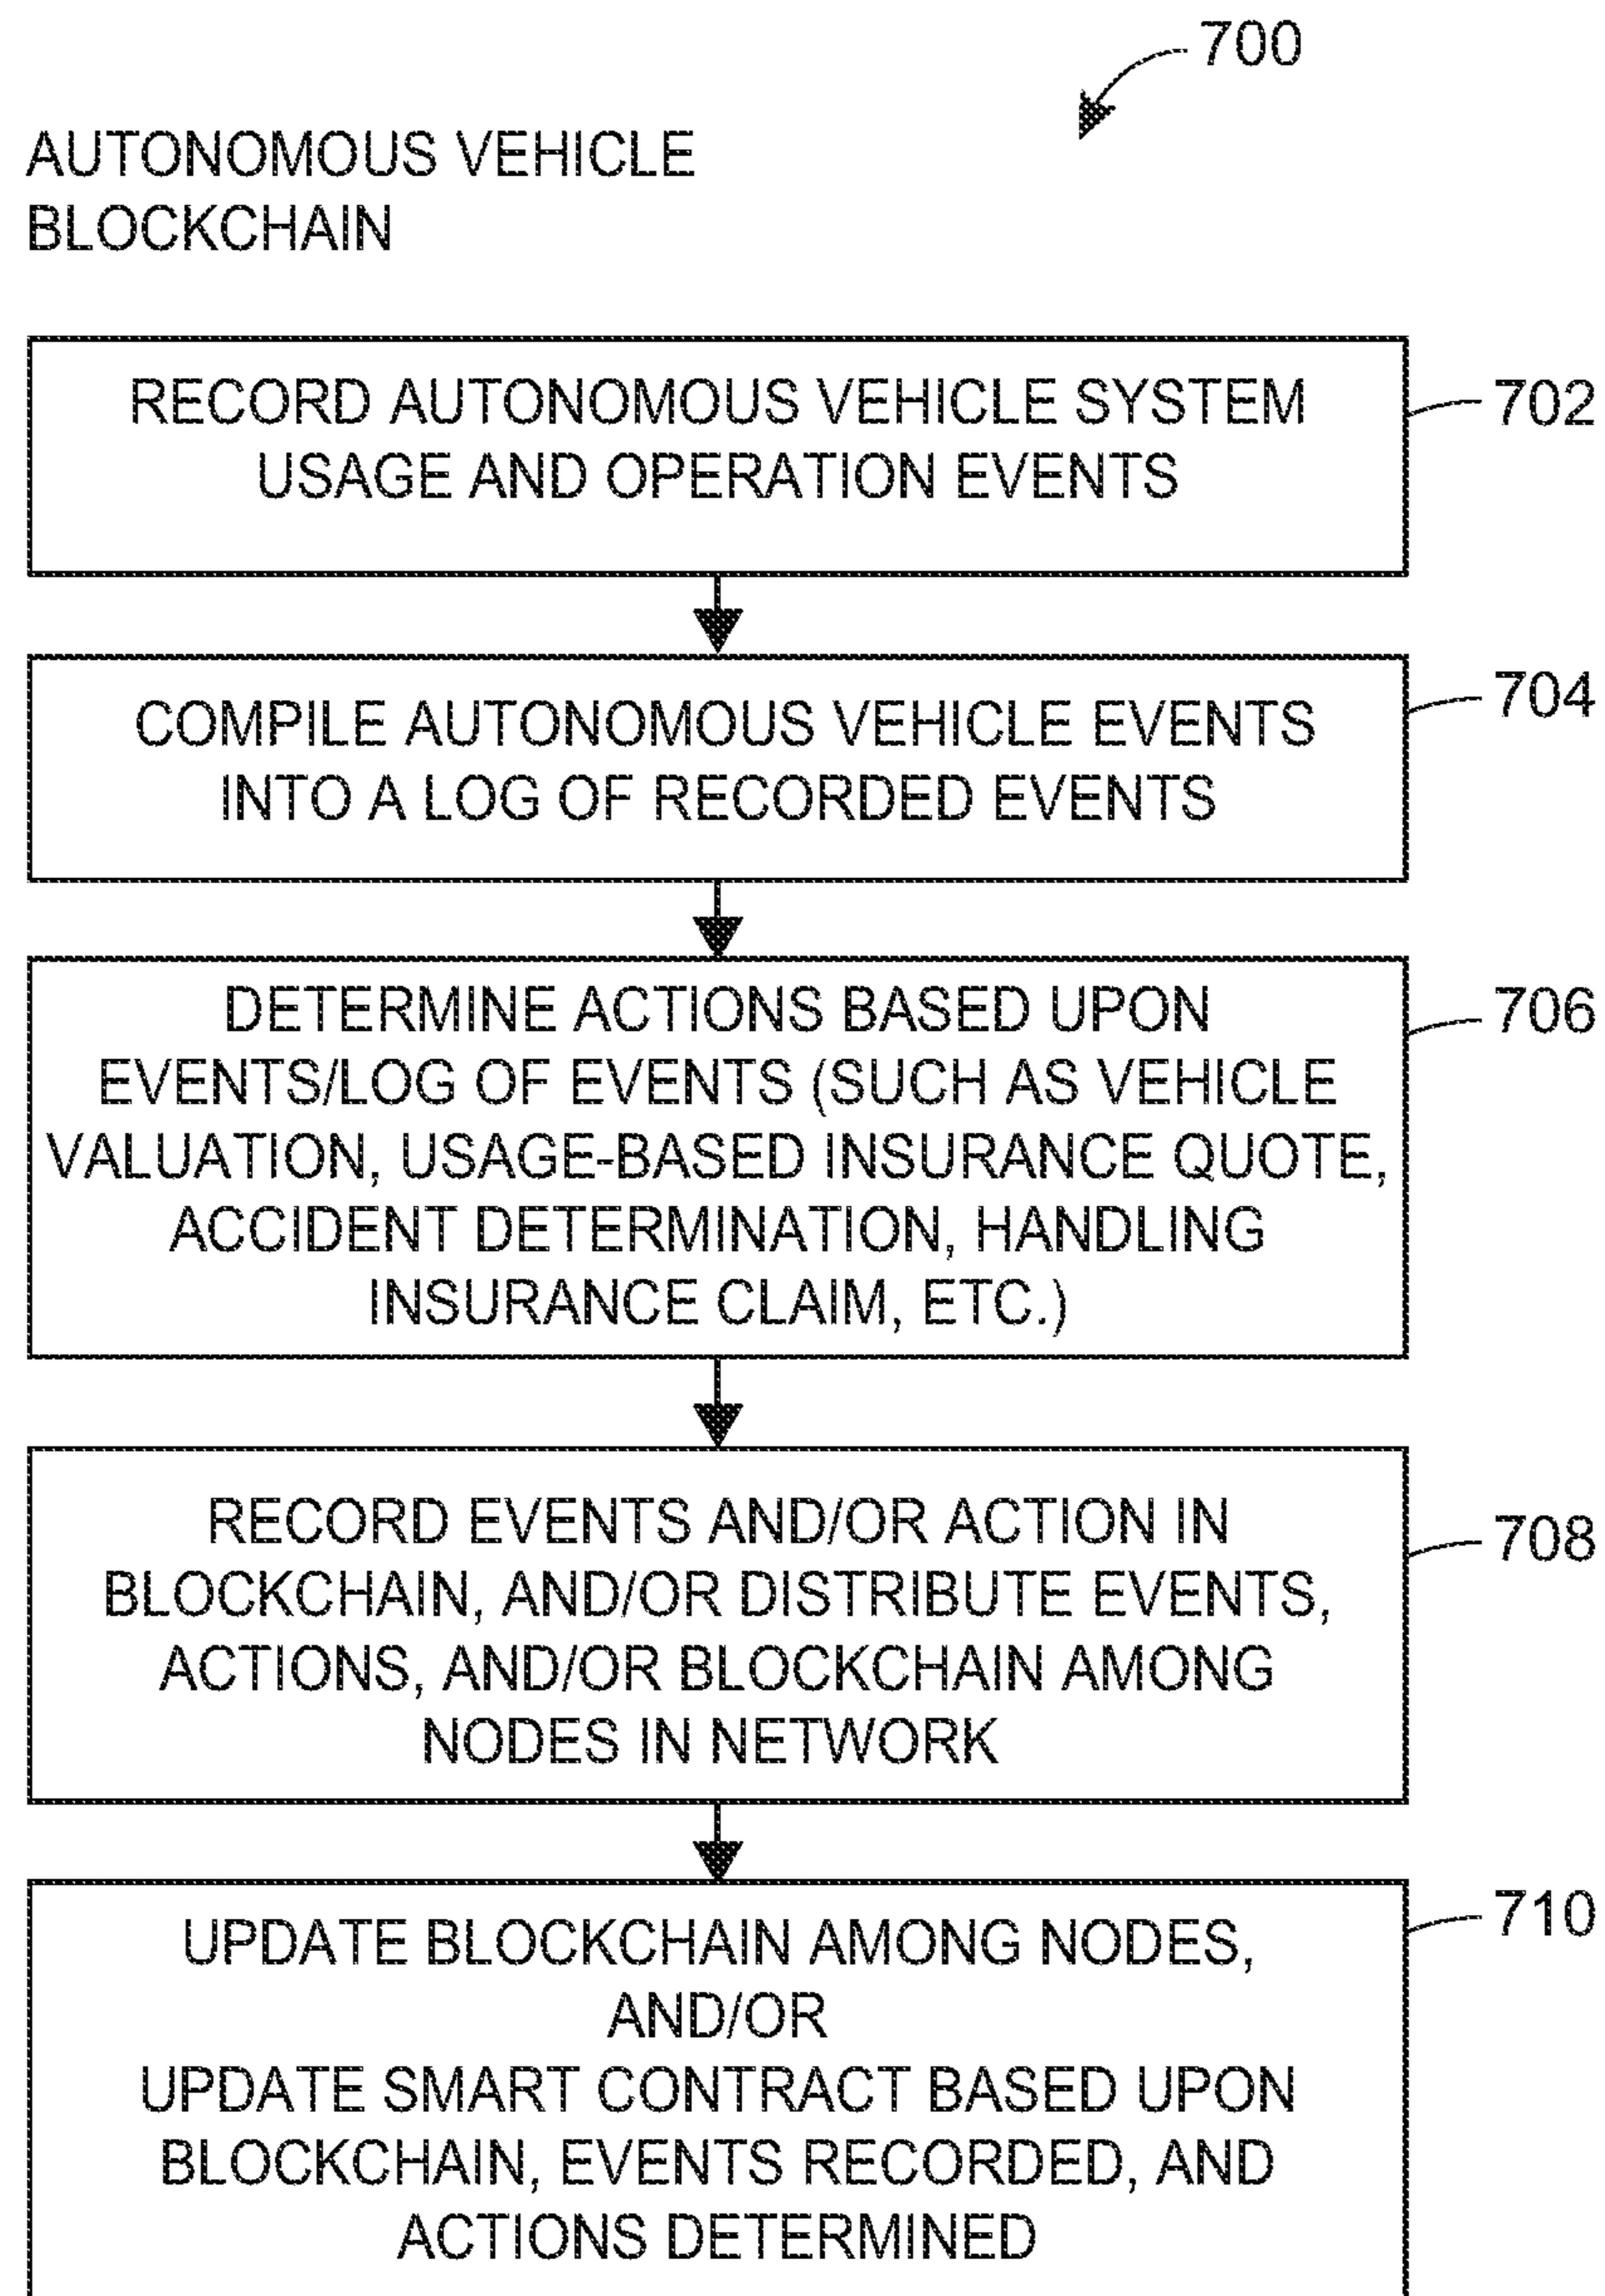 700
AUTONOMOUS VEHICLE
BLOCKCHAIN
RECORD AUTONOMOUS VEHICLE SYSTEM
USAGE AND OPERATION EVENTS
702
COMPILE AUTONOMOUS VEHICLE EVENTS
INTO A LOG OF RECORDED EVENTS
704
DETERMINE ACTIONS BASED UPON
EVENTS/LOG OF EVENTS (SUCH AS VEHICLE
VALUATION, USAGE-BASED INSURANCE QUOTE,
ACCIDENT DETERMINATION, HANDLING
INSURANCE CLAIM, ETC.)
706
RECORD EVENTS AND/OR ACTION IN
BLOCKCHAIN, AND/OR DISTRIBUTE EVENTS,
ACTIONS, AND/OR BLOCKCHAIN AMONG
NODES IN NETWORK
708
UPDATE BLOCKCHAIN AMONG NODES,
AND/OR
UPDATE SMART CONTRACT BASED UPON
BLOCKCHAIN, EVENTS RECORDED, AND
ACTIONS DETERMINED
710